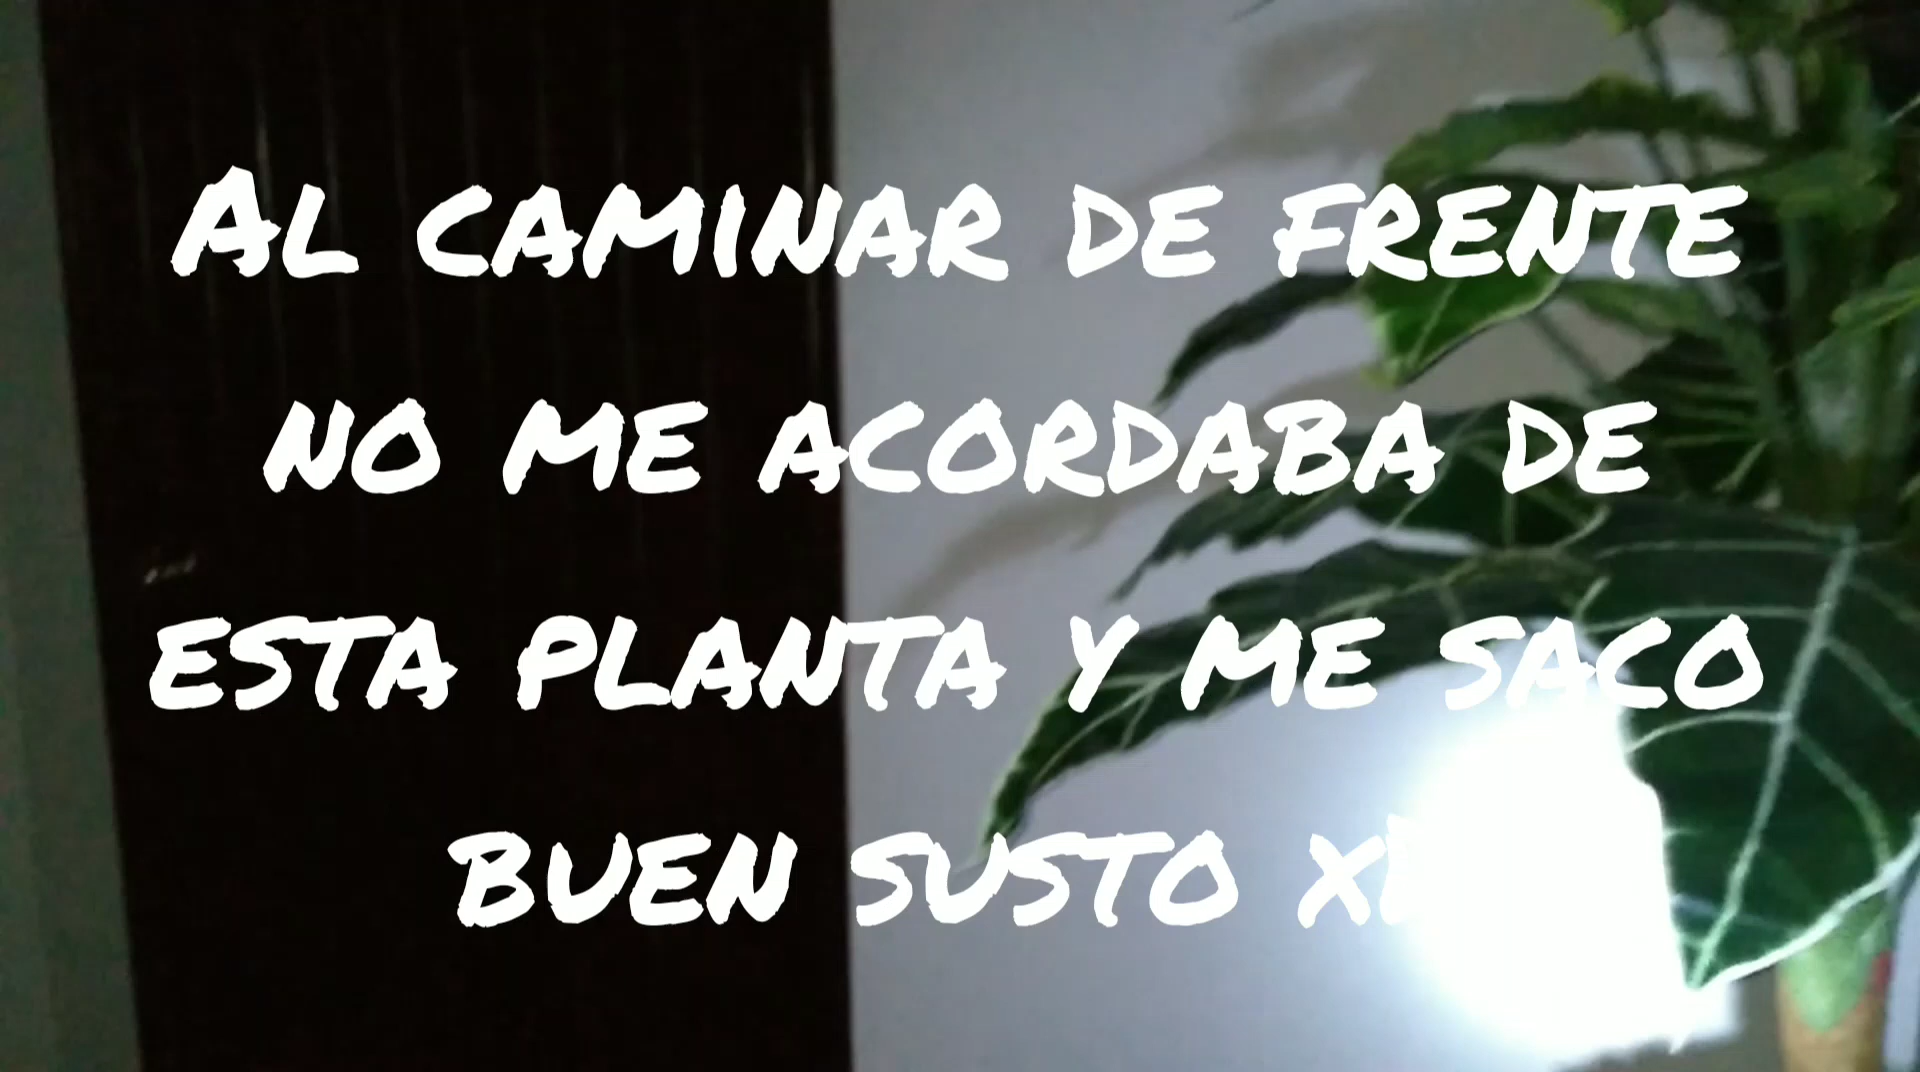 Al caminar de frente
no me acordaba de
esta planta y me saco
buen susto